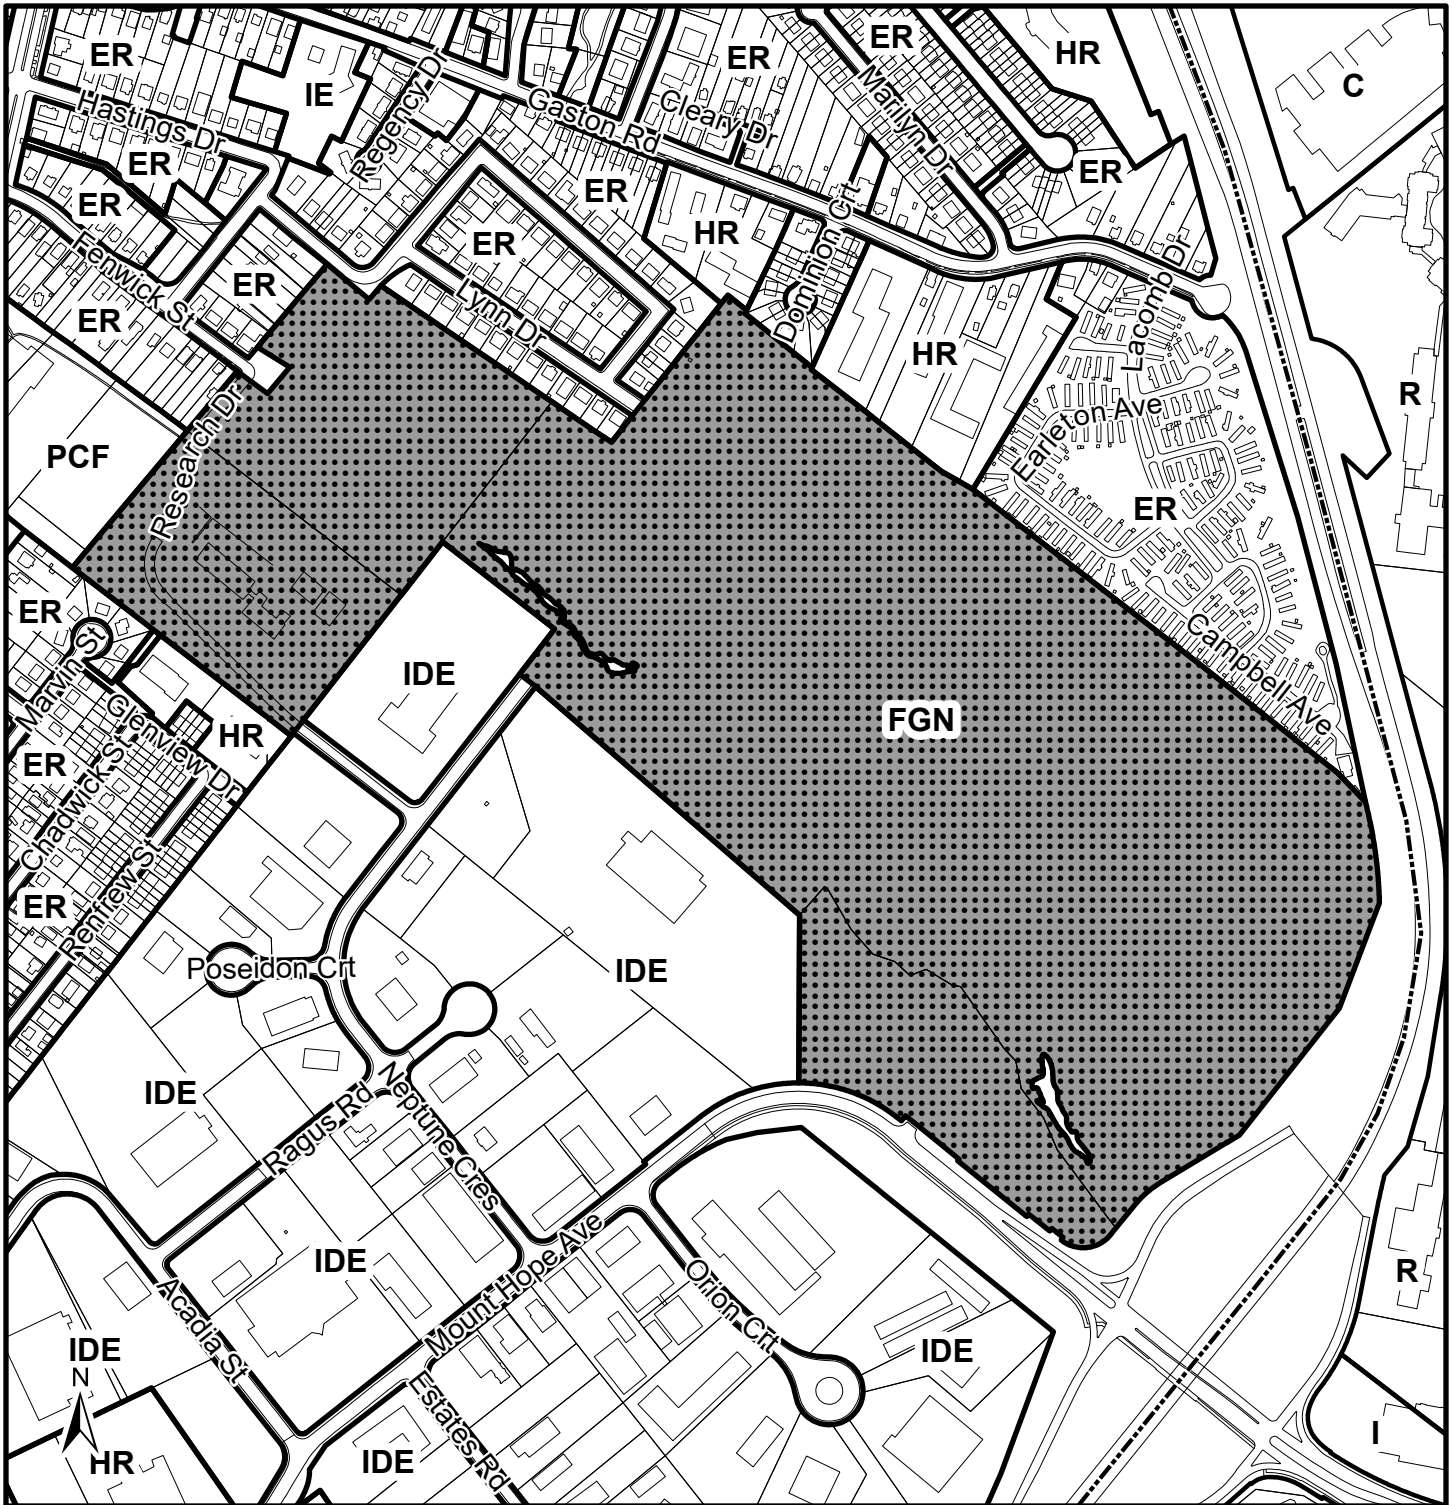 ER
ER
HR
ER
C
IE
Regency Dr
Hastings Dr
Gaston Rd
Cleary Dr
Marilyn Dr
ER
ER
ER
ER
HR
Dominion Crt
Fenwick St
ER
ER
ER
Lynn Dr
HR
Lacomb Dr
R
Research Dr
Earleton Ave
PCF
ER
ER
Marvin St
Campbell Ave
IDE
FGN
Glenview Dr
HR
ER
Chadwick St
Renfrew St
ER
Poseidon Crt
IDE
IDE
Ragus Rd
Neptune Cres
IDE
Mount Hope Ave
Orion Crt
R
Acadia St
IDE
IDE
N
Estates Rd
I
HR
IDE